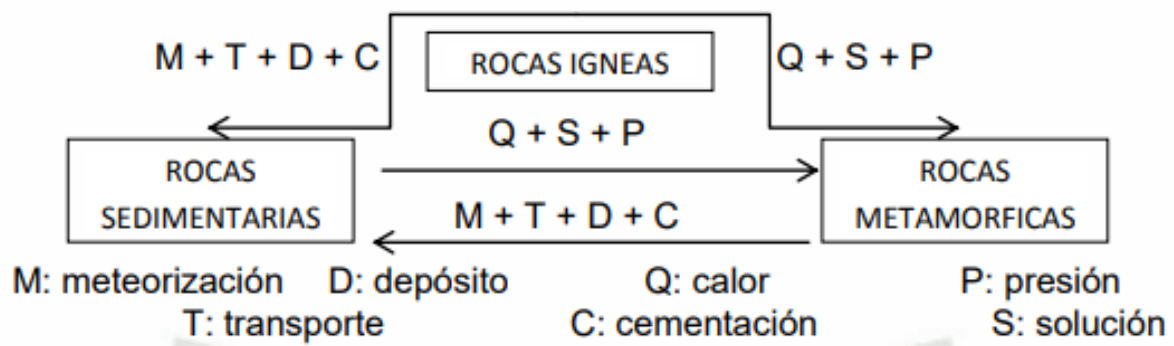 M + T + D + C
ROCAS IGNEAS
Q + S + P
Q + S + P
ROCAS
SEDIMENTARIAS
ROCAS
METAMORFICAS
M + T + D + C
M: meteorización D: depósito Q: calor P: presión
T: transporte C: cementación S: solución